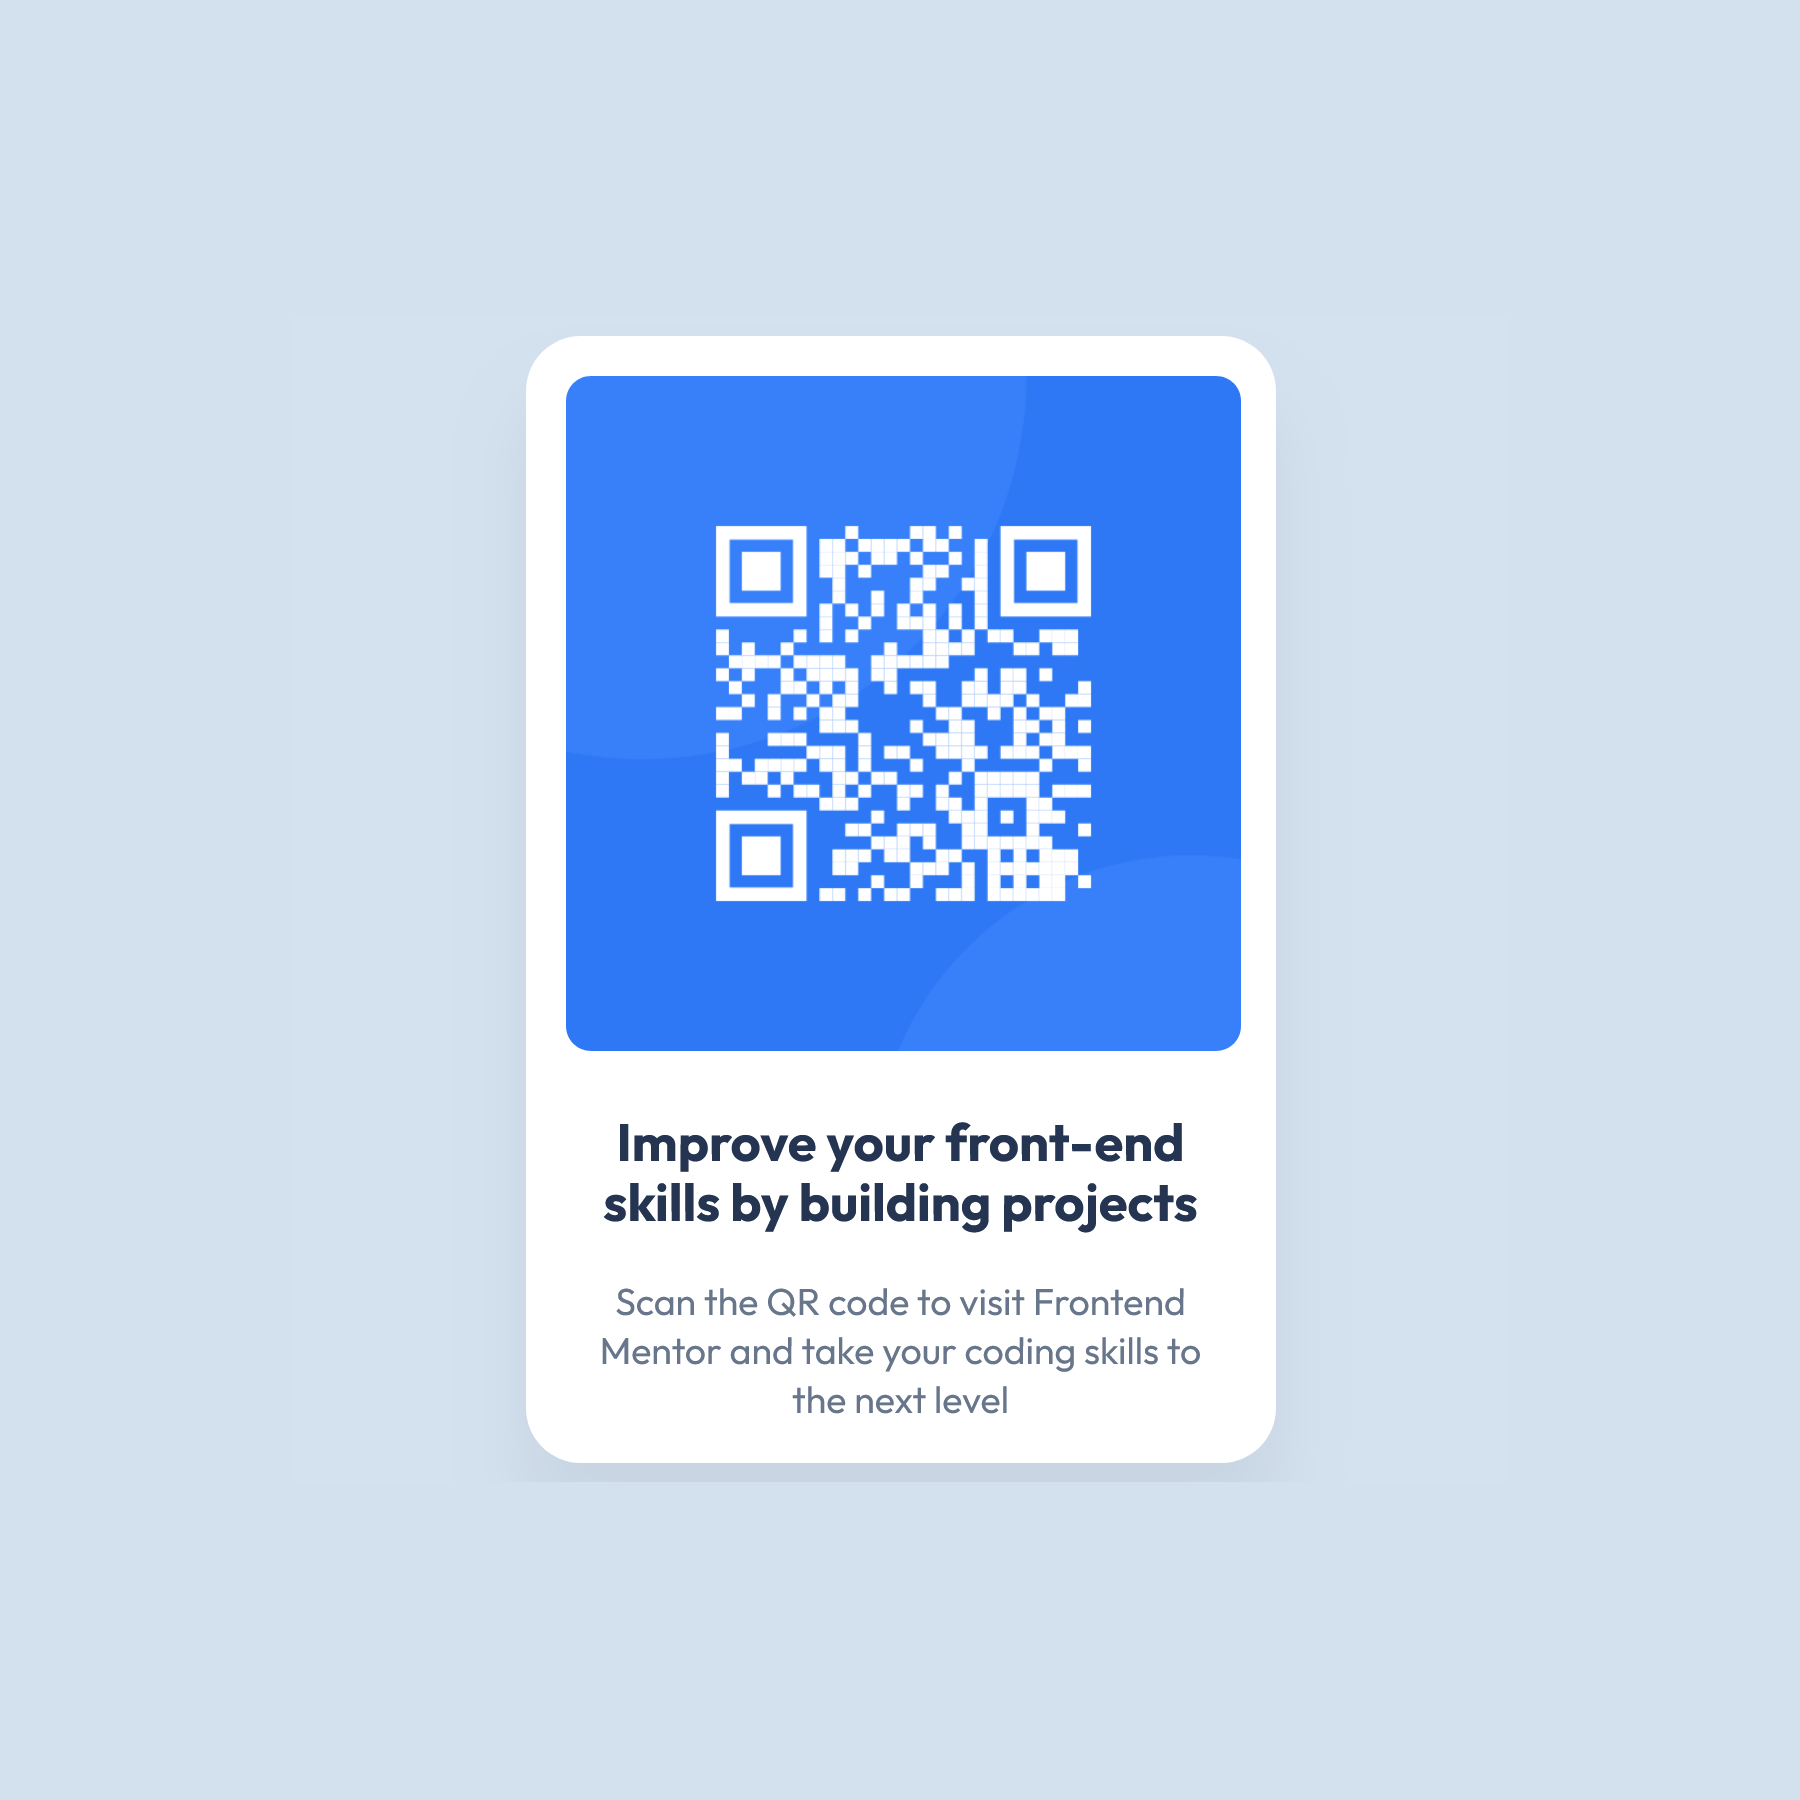 Improve your front-end
skills by building projects
Scan the QR code to visit Frontend
Mentor and take your coding skills to
the next level